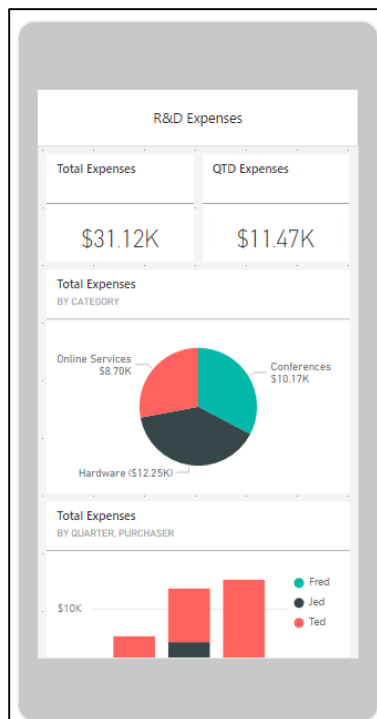 R&D Expenses
Total Expenses
QTD Expenses
$31.12K
$11.47K
Total Expenses
BY CATEGORY
Online Services
$8.70K
Conferences
$10.17K
Hardware ($12.25K)
Total Expenses
BY QUARTER, PURCHASER
$10K
Fred
Jed
Ted